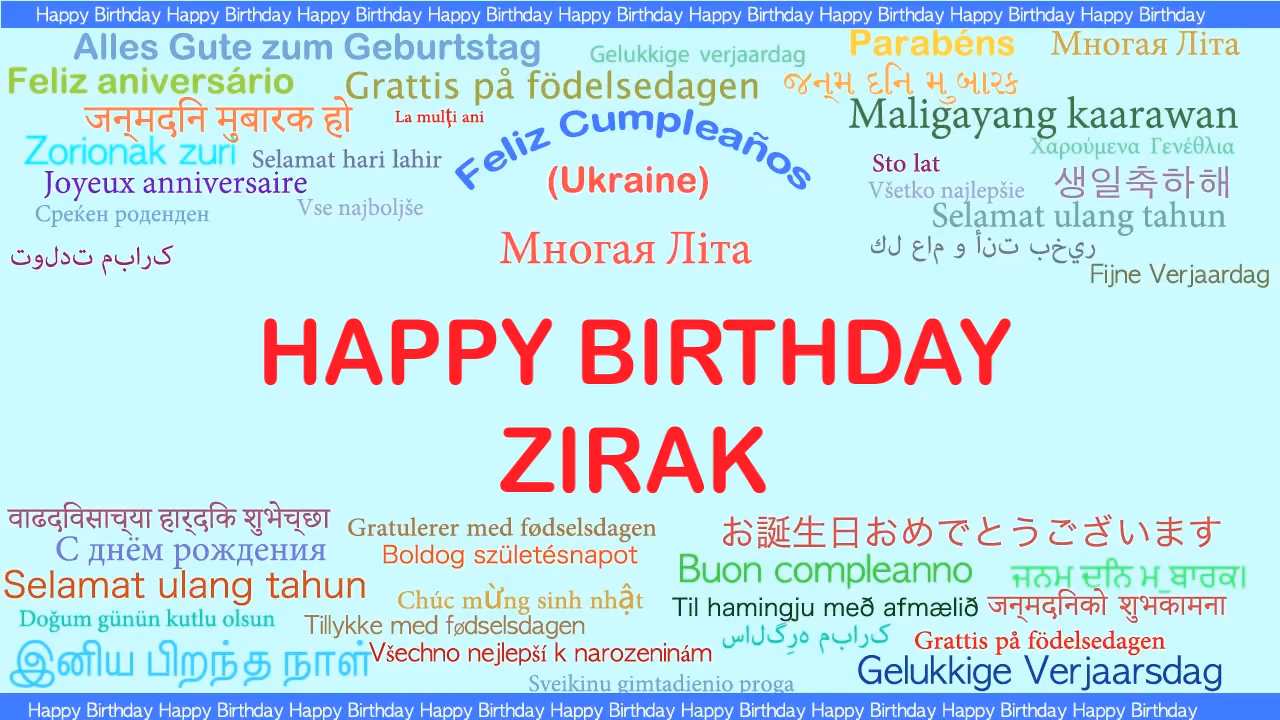 Happy Birthday Happy Birthday Happy Birthday Happy Birthday Happy Birthday Happy Birthday Happy Birthday Happy Birthday Happy Birthday
Alles Gute zum Geburtstag
Gelukkige verjaardag
Parabéns
Многая Літа
Feliz aniversário
Grattis på födelsedagen
જન્મ દિન મુબારક
जन्मदिन मुबारक हो
La mulţi ani
Feliz Cumpleaños
Maligayang kaarawan
Zorionak zuri
Selamat hari lahir
Χαρούμενα Γενέθλια
Sto lat
Joyeux anniversaire
(Ukraine)
Všetko najlepšie
생일축하해
Среќен роденден
Vse najboljše
Selamat ulang tahun
تولدت مبارک
Многая Літа
كل عام و أنت بخير
Fijne Verjaardag
HAPPY BIRTHDAY
ZIRAK
वाढदिवसाच्या हार्दिक शुभेच्छा
Gratulerer med fødselsdagen
お誕生日おめでとうございます
С днём рождения
Boldog születésnapot
Buon compleanno
ਜਨਮ ਦਿਨ ਮੁਬਾਰਕ।
Selamat ulang tahun
Chúc mừng sinh nhật
Til hamingju með afmælið
जन्मदिनको शुभकामना
Doğum günün kutlu olsun
Tillykke med fødselsdagen
سالگرہ مبارک
Grattis på födelsedagen
இனிய பிறந்த நாள்
Všechno nejlepší k narozeninám
Gelukkige Verjaarsdag
Sveikinu gimtadienio proga
Happy Birthday Happy Birthday Happy Birthday Happy Birthday Happy Birthday Happy Birthday Happy Birthday Happy Birthday Happy Birthday